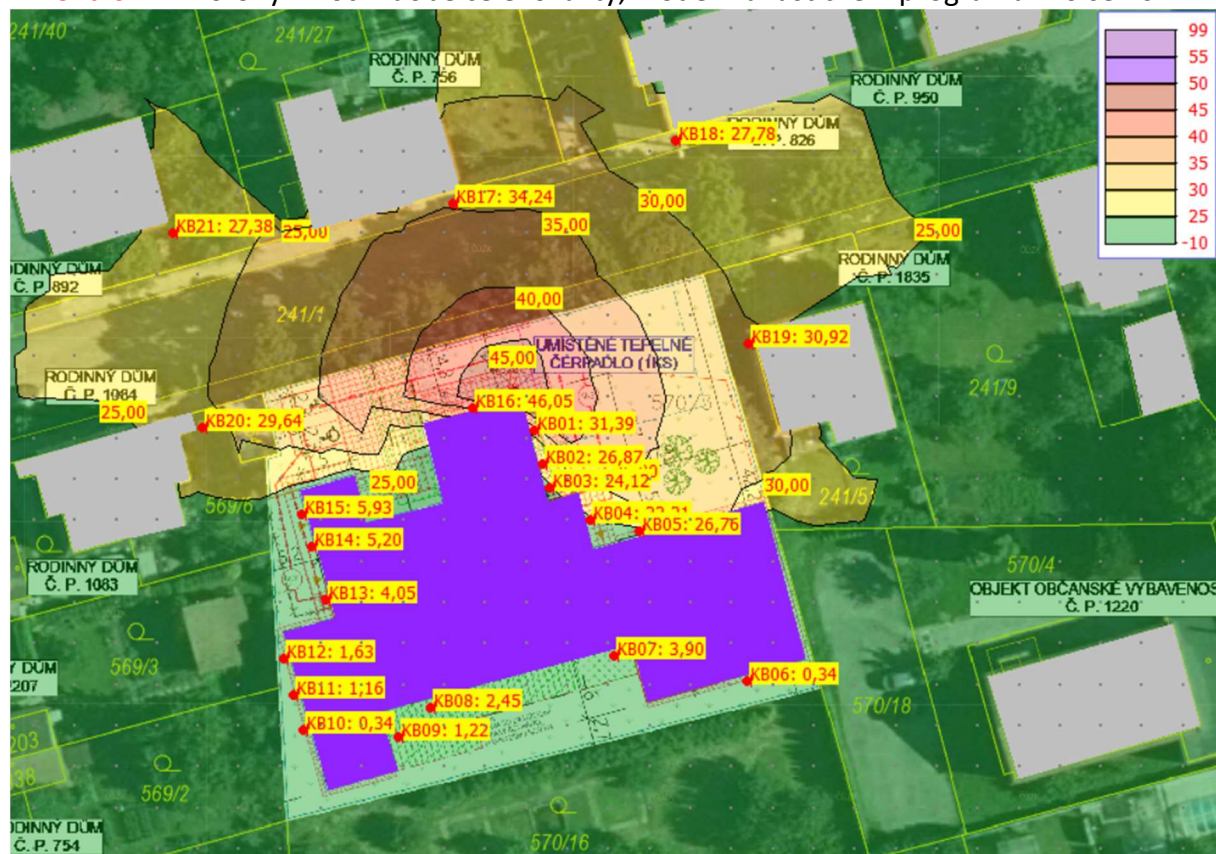 241/40
241/27
RODINNÝ DŮM
Č. P. 756
RODINNÝ DŮM
Č. P. 950
RODINNÝ DŮM
826
KB18: 27,78
KB17: 34,24
30,00
35,00
25,00
KB21: 27,38
25,00
99
55
50
45
40
35
30
25
-10
RODINNÝ DŮM
Č. P. 1835
Č. P. 892
241/1
40,00
UMÍSTĚNÉ TEPELNÉ
ČERPADLO (1KS)
45,00
KB19: 30,92
241/9
RODINNÝ DŮM
Č. P. 1084
25,00
KB20: 29,64
KB16: 46,05
570/3
KB01: 31,39
KB02: 26,87
KB03: 24,12
25,00
30,00
241/5
569/6
KB15: 5,93
KB04:
KB05: 26,76
KB14: 5,20
RODINNÝ DŮM
Č. P. 1083
KB13: 4,05
570/4
OBJEKT OBČANSKÉ VYBAVENOS
Č. P. 1220
569/3
KB12: 1,63
KB07: 3,90
KB06: 0,34
KB11: 1,16
KB08: 2,45
570/18
KB10: 0,34
KB09: 1,22
569/2
570/16
Č. P. 754